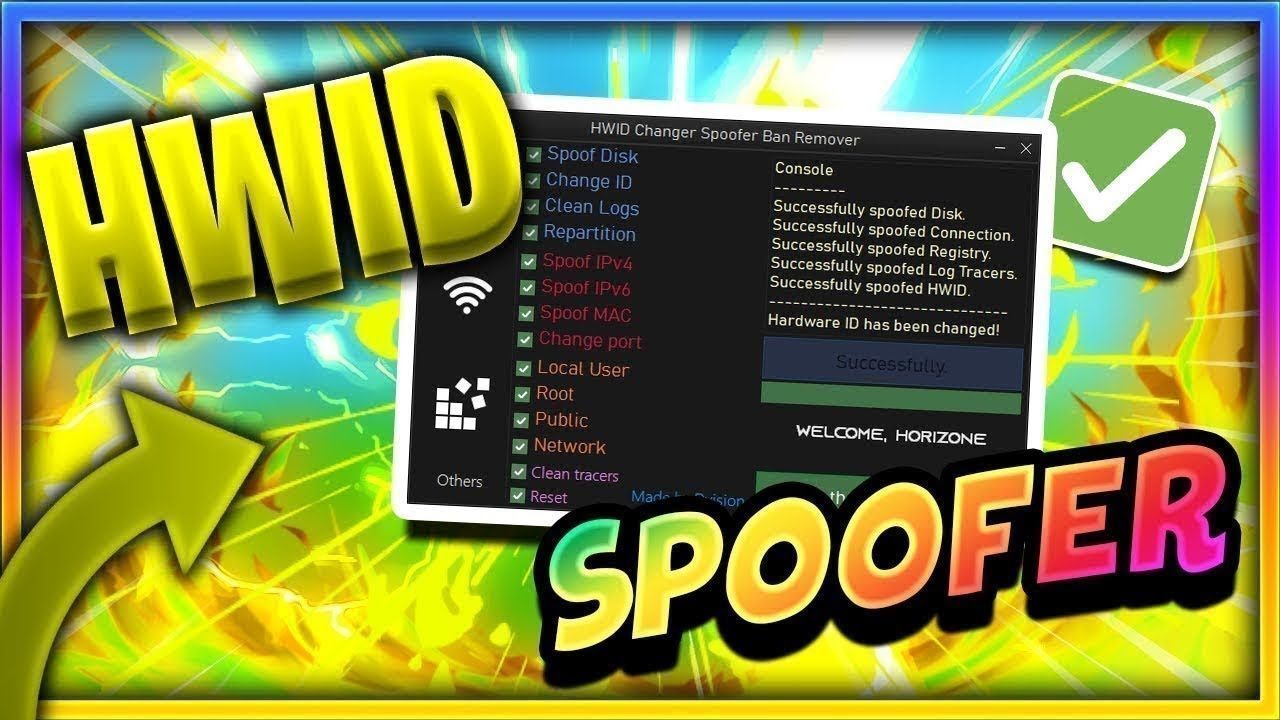 HWID
HWID Changer Spoofer Ban Remover
Spoof Disk
Change ID
Clean Logs
Repartition
Spoof IPv4
Spoof IPv6
Spoof MAC
Change port
Local User
Root
Public
Network
Clean tracers
Reset
Others
Console
---------
Successfully spoofed Disk.
Successfully spoofed Connection.
Successfully spoofed Registry.
Successfully spoofed Log Tracers.
Successfully spoofed HWID.
----------------------------
Hardware ID has been changed!
Successfully.
WELCOME, HORIZONE
Made
SPOOFER